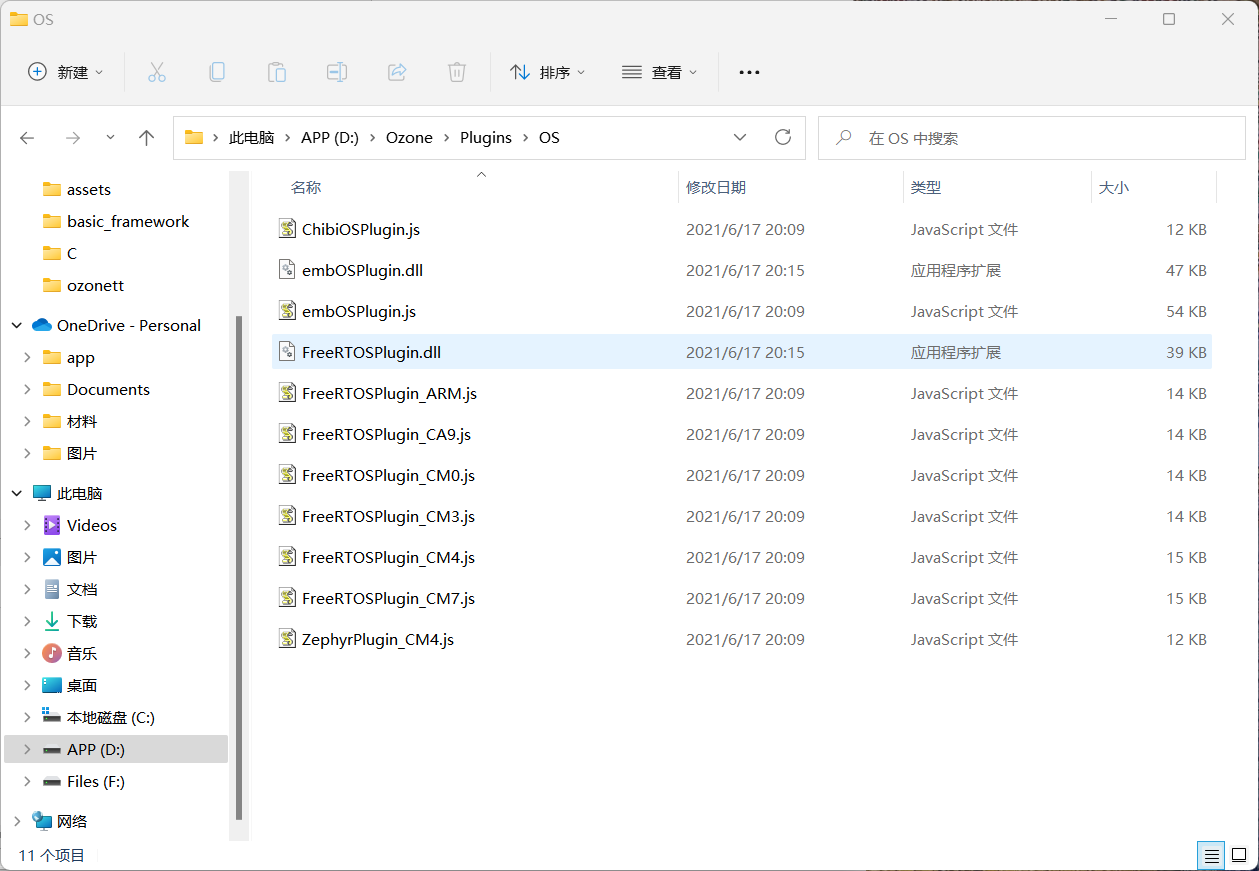 OS
新建
排序
查看
此电脑 APP (D:) Ozone Plugins OS
在 OS 中搜索
assets
basic_framework
C
ozonett
OneDrive - Personal
app
Documents
材料
图片
此电脑
Videos
图片
文档
下载
音乐
桌面
本地磁盘 (C:)
APP (D:)
Files (F:)
网络
名称 修改日期 类型 大小
ChibiOSPlugin.js 2021/6/17 20:09 JavaScript 文件 12 KB
embOSPlugin.dll 2021/6/17 20:15 应用程序扩展 47 KB
embOSPlugin.js 2021/6/17 20:09 JavaScript 文件 54 KB
FreeRTOSPlugin.dll 2021/6/17 20:15 应用程序扩展 39 KB
FreeRTOSPlugin_ARM.js 2021/6/17 20:09 JavaScript 文件 14 KB
FreeRTOSPlugin_CA9.js 2021/6/17 20:09 JavaScript 文件 14 KB
FreeRTOSPlugin_CM0.js 2021/6/17 20:09 JavaScript 文件 14 KB
FreeRTOSPlugin_CM3.js 2021/6/17 20:09 JavaScript 文件 14 KB
FreeRTOSPlugin_CM4.js 2021/6/17 20:09 JavaScript 文件 15 KB
FreeRTOSPlugin_CM7.js 2021/6/17 20:09 JavaScript 文件 15 KB
ZephyrPlugin_CM4.js 2021/6/17 20:09 JavaScript 文件 12 KB
11 个项目